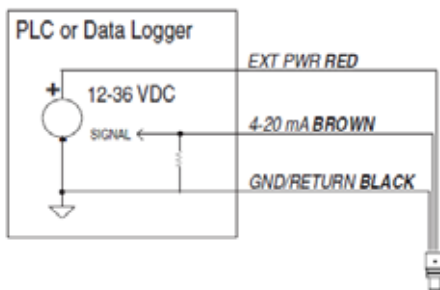 PLC or Data Logger
EXT PWR RED
+
12-36 VDC
SIGNAL
4-20 mA BROWN
GND/RETURN BLACK